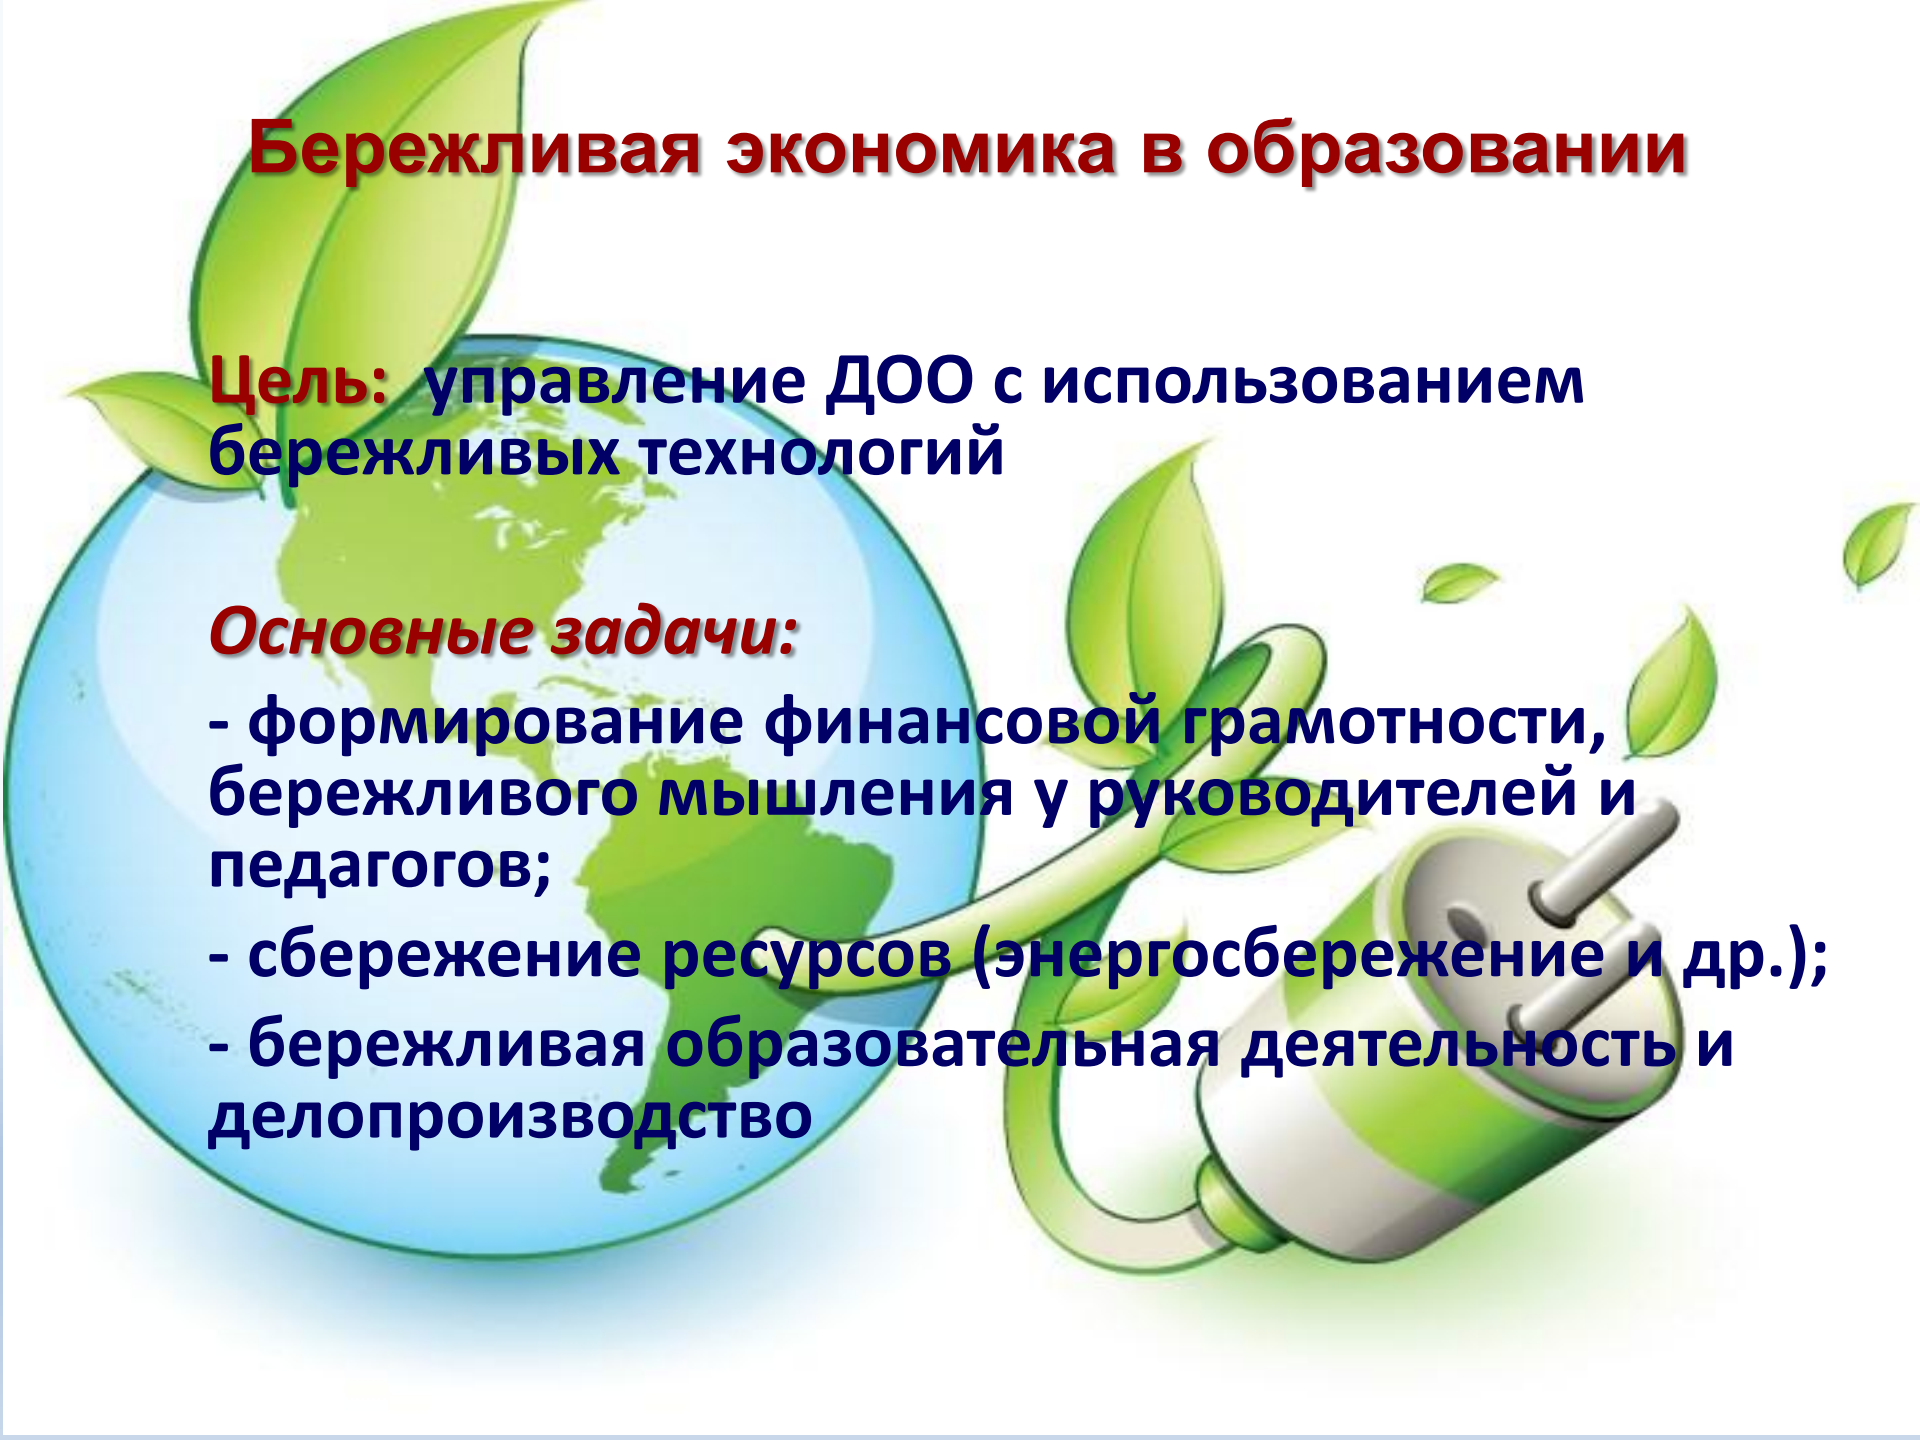 Бережливая экономика в образовании
Цель: управление ДОО с использованием
бережливых технологий
Основные задачи:
- формирование финансовой грамотности,
бережливого мышления у руководителей и
педагогов;
- сбережение ресурсов (энергосбережение и др.);
- бережливая образовательная деятельность и
делопроизводство